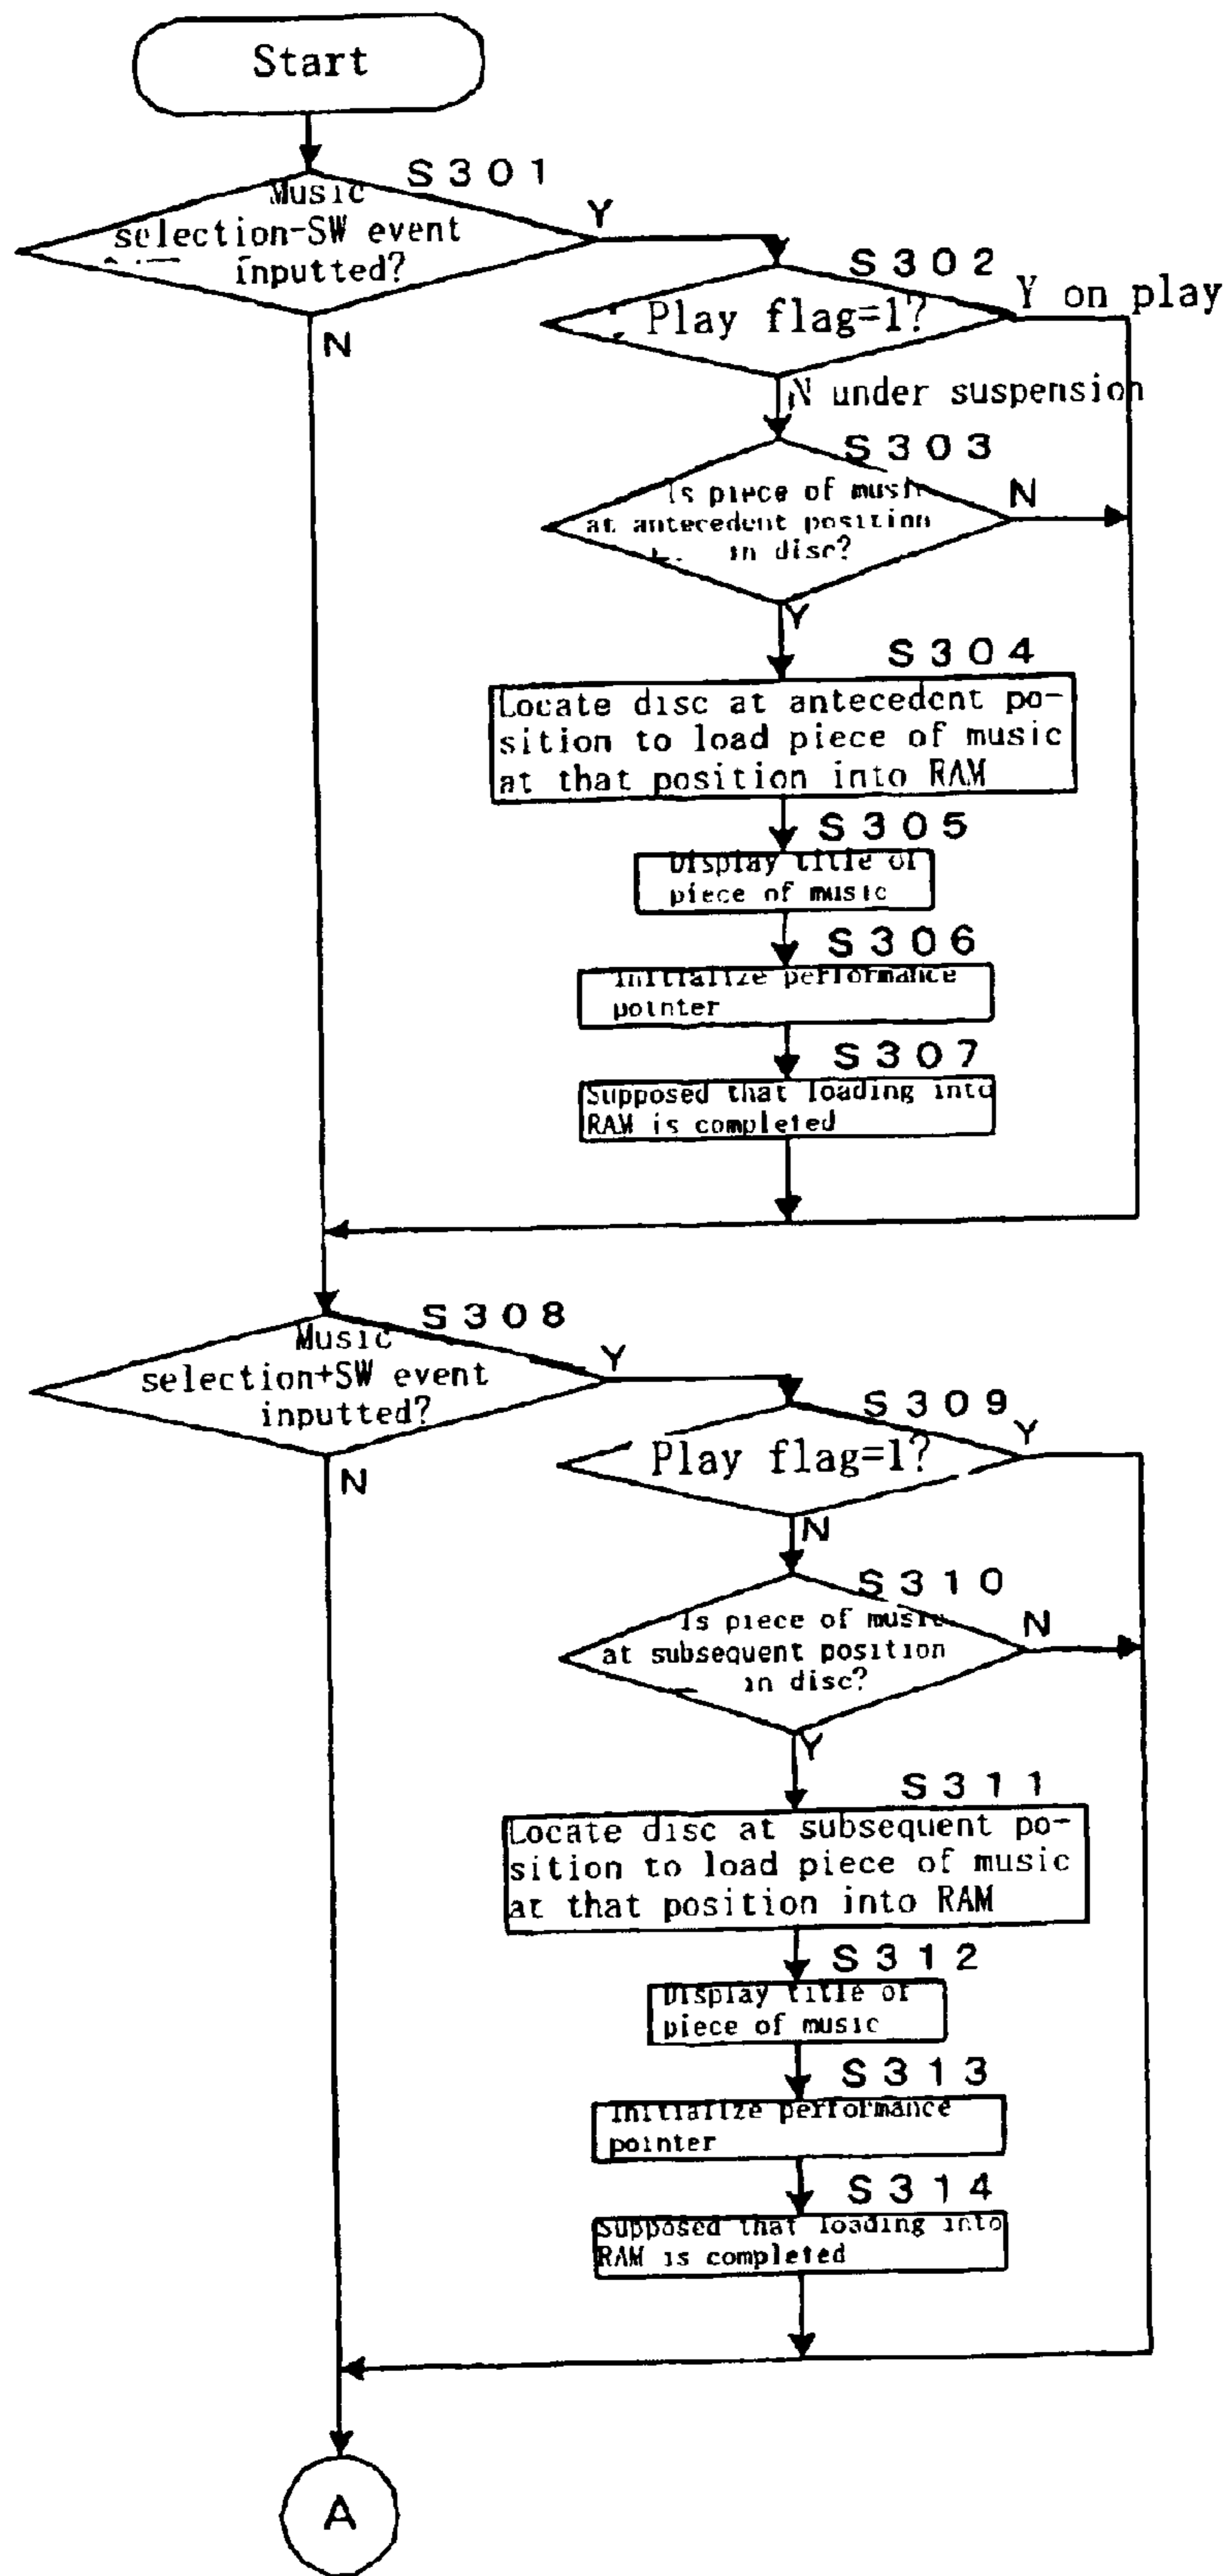 Start
S301
Music
selection-SW event
inputted?
Y
N
S302
Play flag=1?
Y on play
N under suspension
S303
Is piece of music
at antecedent position
in disc?
N
Y
S304
Locate disc at antecedent po-
sition to load piece of music
at that position into RAM
S305
Display title of
piece of music
S306
Initialize performance
pointer
S307
Supposed that loading into
RAM is completed
S308
Music
selection+SW event
inputted?
Y
N
S309
Play flag=1?
Y
N
S310
Is piece of music
at subsequent position
in disc?
N
Y
S311
Locate disc at subsequent po-
sition to load piece of music
at that position into RAM
S312
Display title of
piece of music
S313
Initialize performance
pointer
S314
Supposed that loading into
RAM is completed
A